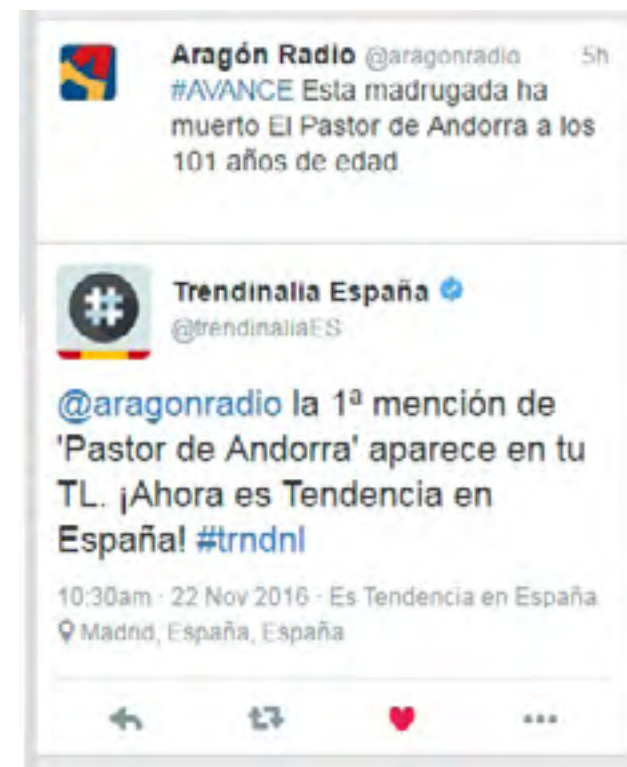 Aragón Radio @aragonradio 5h
#AVANCE Esta madrugada ha
muerto El Pastor de Andorra a los
101 años de edad
Trendinalia España
@trendinaliaES
@aragonradio la 1ª mención de
'Pastor de Andorra' aparece en tu
TL. ¡Ahora es Tendencia en
España! #trndnl
10:30am · 22 Nov 2016 · Es Tendencia en España
Madrid, España, España